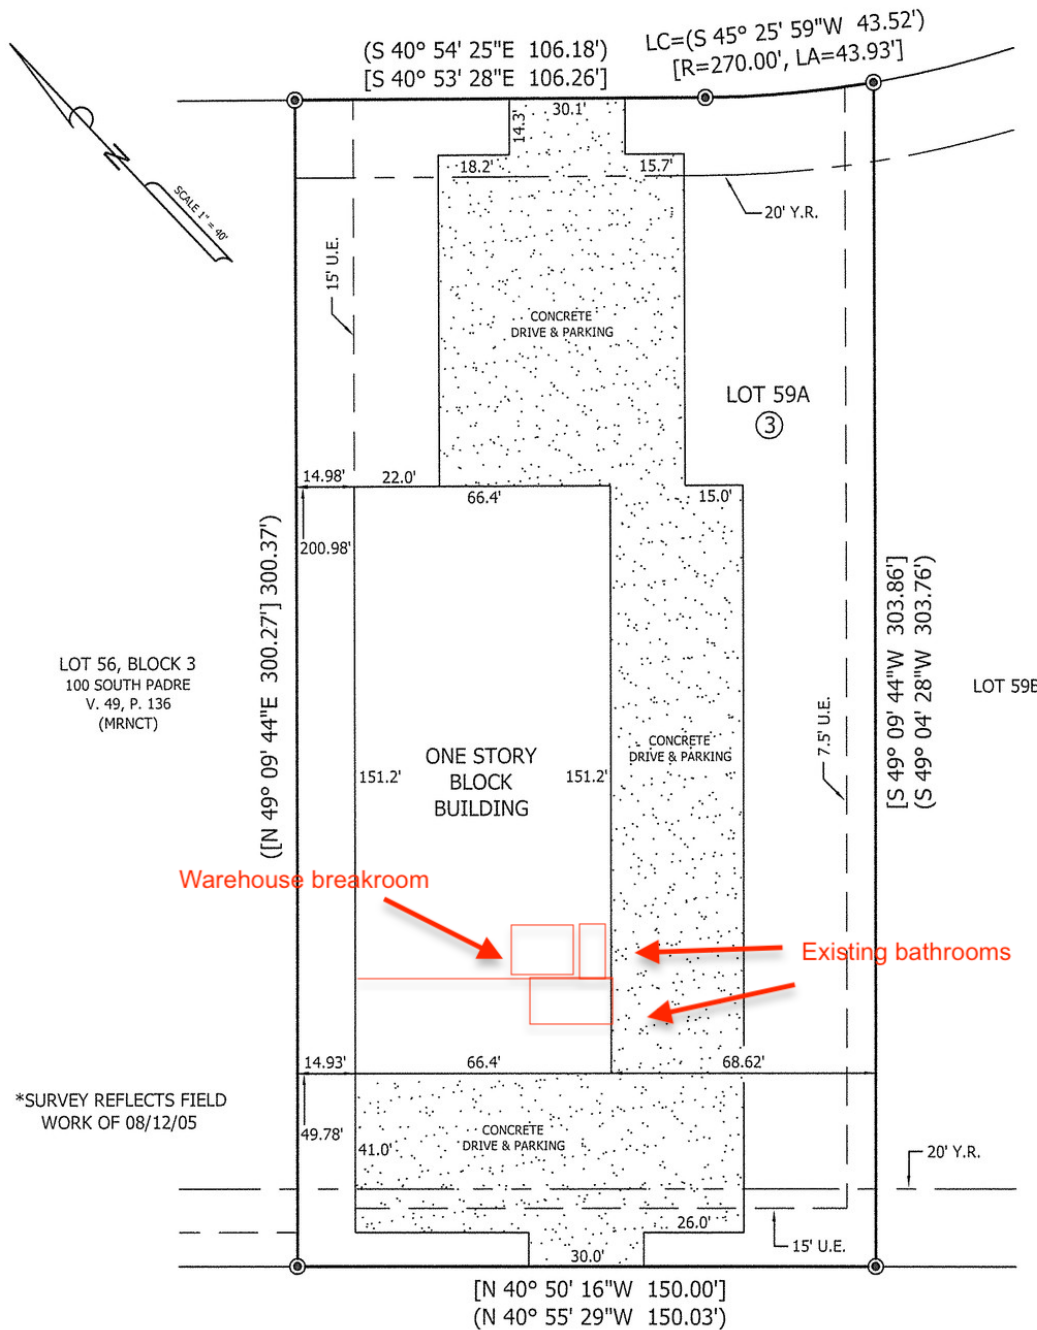 (S 40° 54' 25"E 106.18')
[S 40° 53' 28"E 106.26']
LC=(S 45° 25' 59"W 43.52')
[R=270.00', LA=43.93']
N
SCALE 1" = 40'
30.1'
14.3'
18.2'
15.7'
20' Y.R.
15' U.E.
CONCRETE
DRIVE & PARKING
LOT 59A
3
14.98'
22.0'
66.4'
15.0'
200.98'
([N 49° 09' 44"E 300.27'] 300.37')
[S 49° 09' 44"W 303.86']
(S 49° 04' 28"W 303.76')
LOT 56, BLOCK 3
100 SOUTH PADRE
V. 49, P. 136
(MRNCT)
LOT 59B
7.5' U.E.
CONCRETE
DRIVE & PARKING
ONE STORY
BLOCK
BUILDING
151.2'
151.2'
Warehouse breakroom
Existing bathrooms
14.93'
66.4'
68.62'
*SURVEY REFLECTS FIELD
WORK OF 08/12/05
49.78'
41.0'
CONCRETE
DRIVE & PARKING
20' Y.R.
26.0'
15' U.E.
30.0'
[N 40° 50' 16"W 150.00']
(N 40° 55' 29"W 150.03')